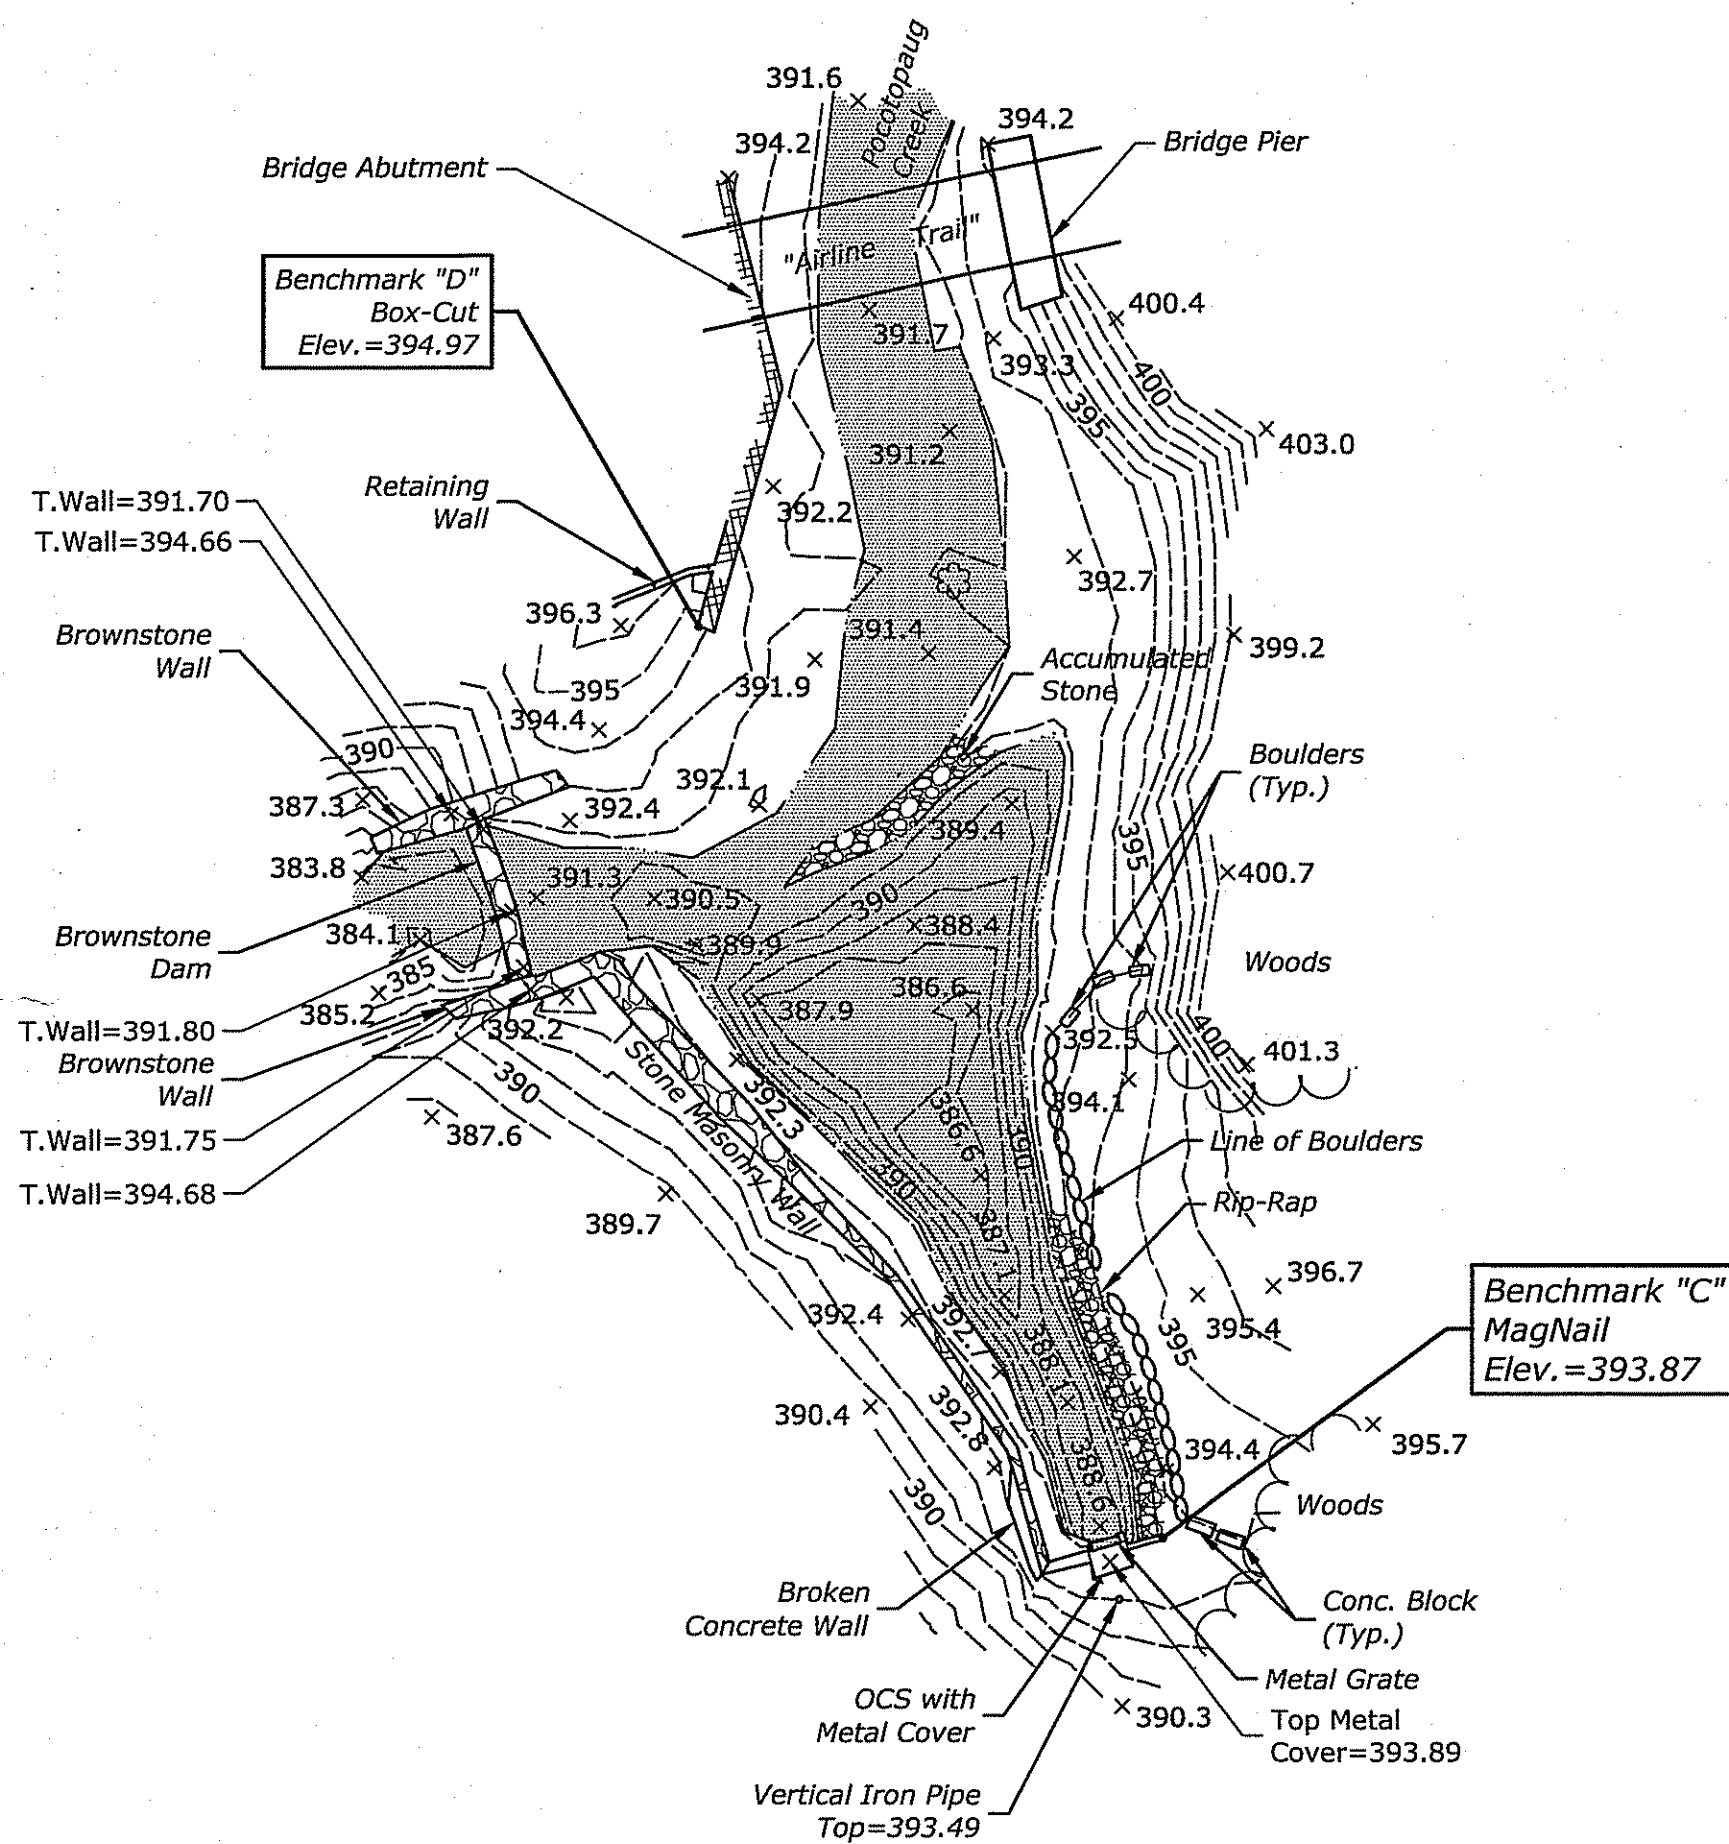 Pocotopaug
Creek
391.6
394.2
394.2
Bridge Pier
Bridge Abutment
"Airline Trail"
Benchmark "D"
Box-Cut
Elev.=394.97
400.4
391.7
393.3
400
395
403.0
391.2
Retaining
Wall
392.2
T.Wall=391.70
T.Wall=394.66
392.7
396.3
391.4
399.2
Brownstone
Wall
Accumulated
Stone
391.9
395
394.4
390
Boulders
(Typ.)
392.1
387.3
392.4
389.4
395
383.8
391.3
390.5
390
400.7
388.4
384.1
389.9
Brownstone
Dam
385
Woods
387.9
386.6
385.2
392.2
T.Wall=391.80
392.5
400
401.3
Brownstone
Wall
390
Stone Masonry Wall
392.3
386.6
390
394.1
387.6
T.Wall=391.75
Line of Boulders
390
T.Wall=394.68
Rip-Rap
389.7
387.1
396.7
Benchmark "C"
MagNail
Elev.=393.87
392.4
392.7
388.1
395.4
395
390.4
392.8
395.7
394.4
388.6
390
Woods
Broken
Concrete Wall
Conc. Block
(Typ.)
Metal Grate
OCS with
Metal Cover
390.3
Top Metal
Cover=393.89
Vertical Iron Pipe
Top=393.49